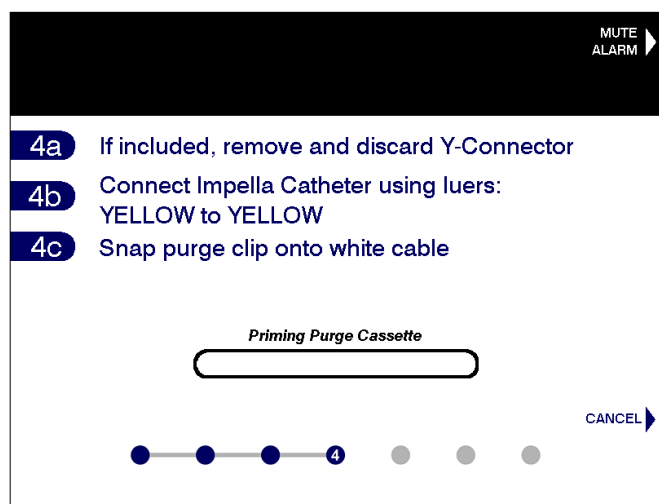 MUTE
ALARM
4a If included, remove and discard Y-Connector
4b Connect Impella Catheter using luers:
YELLOW to YELLOW
4c Snap purge clip onto white cable
Priming Purge Cassette
CANCEL
4